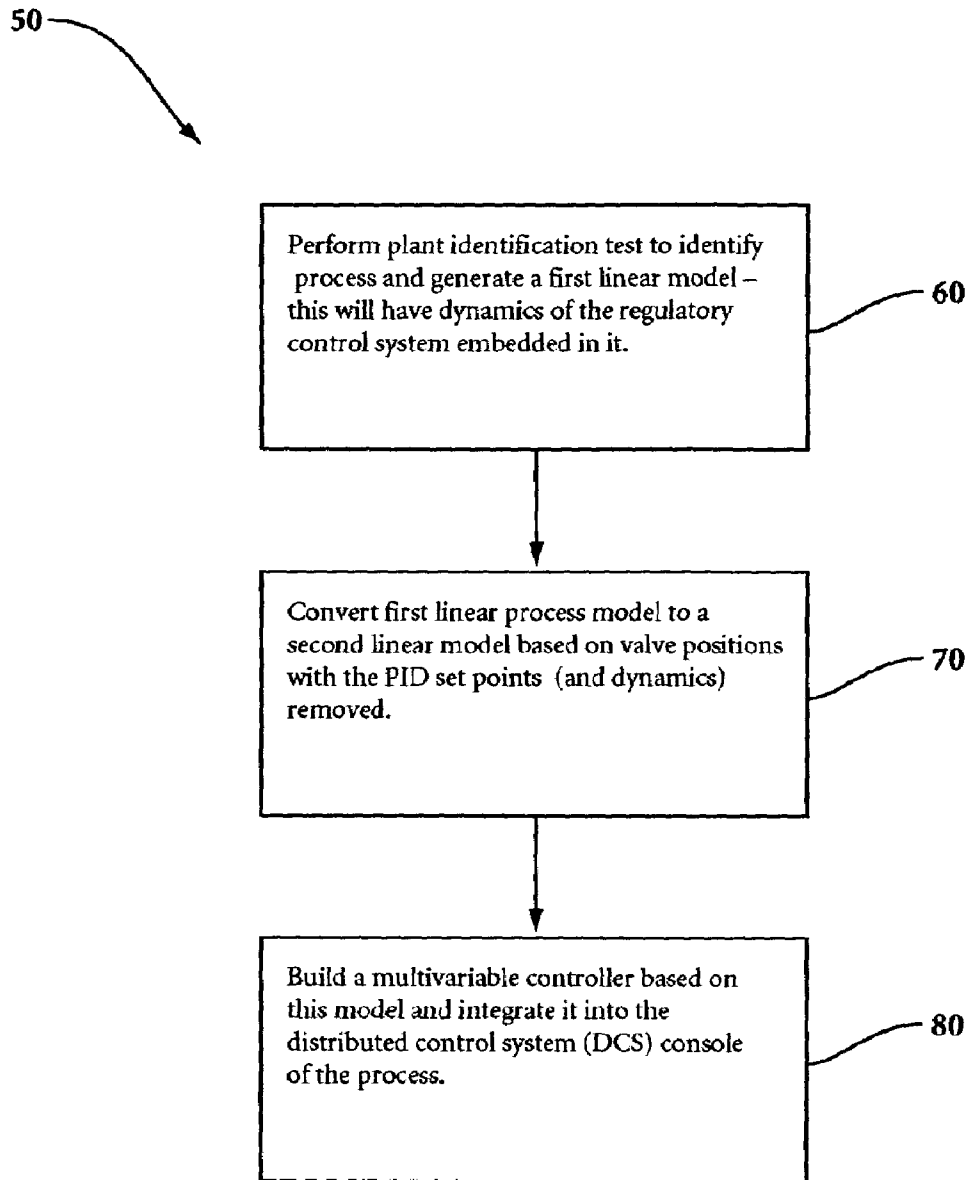 50
Perform plant identification test to identify
process and generate a first linear model –
this will have dynamics of the regulatory
control system embedded in it.
60
Convert first linear process model to a
second linear model based on valve positions
with the PID set points (and dynamics)
removed.
70
Build a multivariable controller based on
this model and integrate it into the
distributed control system (DCS) console
of the process.
80